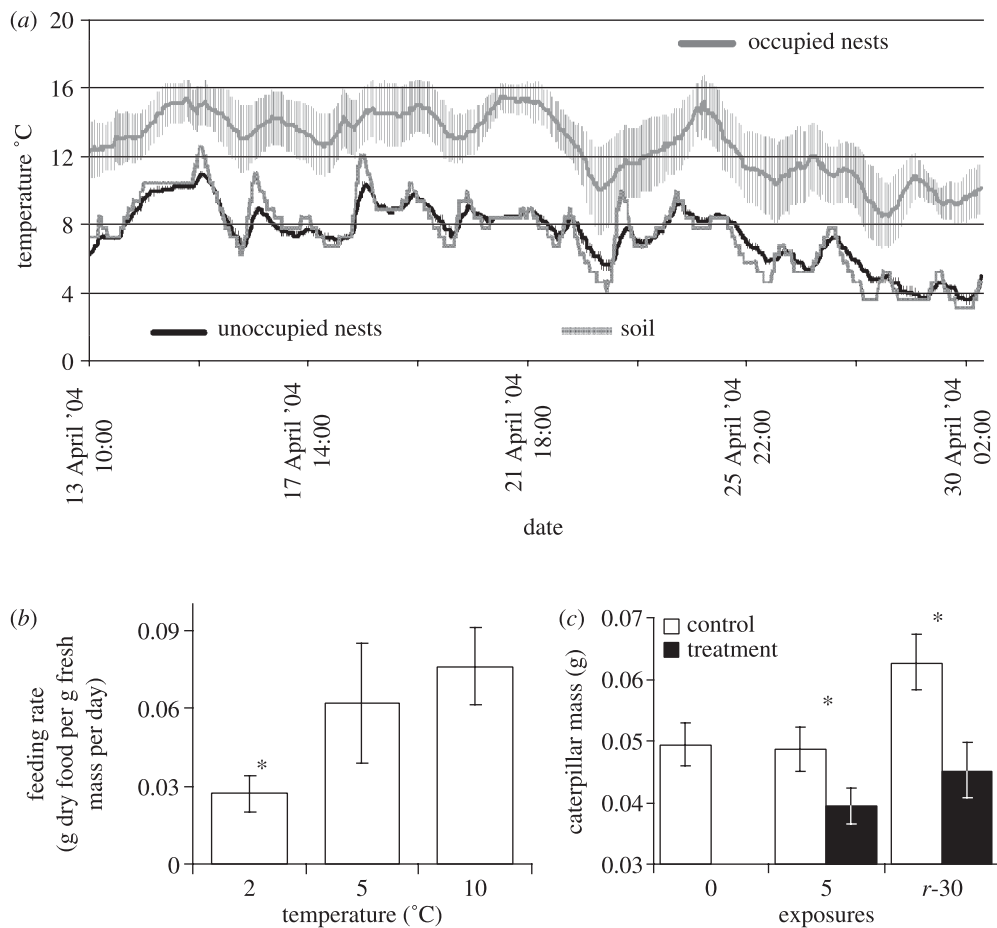 (a)
20
16
12
8
4
0
temperature ˚C
occupied nests
unoccupied nests
soil
13 April ’04
10:00
17 April ’04
14:00
21 April ’04
18:00
25 April ’04
22:00
30 April ’04
02:00
date
(b)
0.09
0.06
0.03
0
feeding rate
(g dry food per g fresh
mass per day)
*
2
5
10
temperature (˚C)
(c)
0.07
0.06
0.05
0.04
0.03
caterpillar mass (g)
control
treatment
*
*
0
5
r-30
exposures